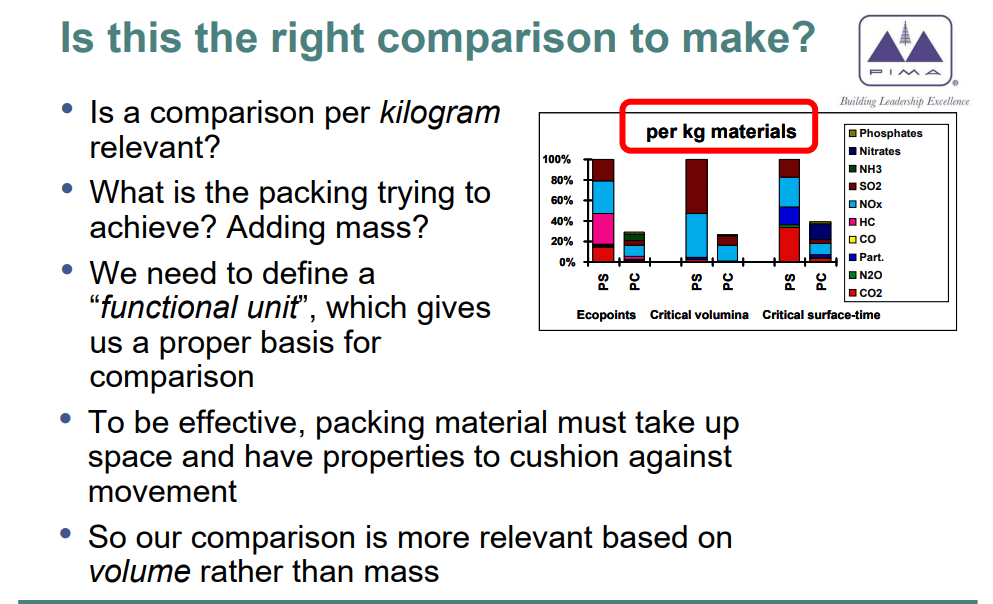 Is this the right comparison to make?
PIMA
®
Building Leadership Excellence
• Is a comparison per kilogram
relevant?
• What is the packing trying to
achieve? Adding mass?
• We need to define a
“functional unit”, which gives
us a proper basis for
comparison
• To be effective, packing material must take up
space and have properties to cushion against
movement
• So our comparison is more relevant based on
volume rather than mass
per kg materials
100%
80%
60%
40%
20%
0%
PS
PC
PS
PC
PS
PC
Ecopoints
Critical volumina
Critical surface-time
Phosphates
Nitrates
NH3
SO2
NOx
HC
CO
Part.
N2O
CO2